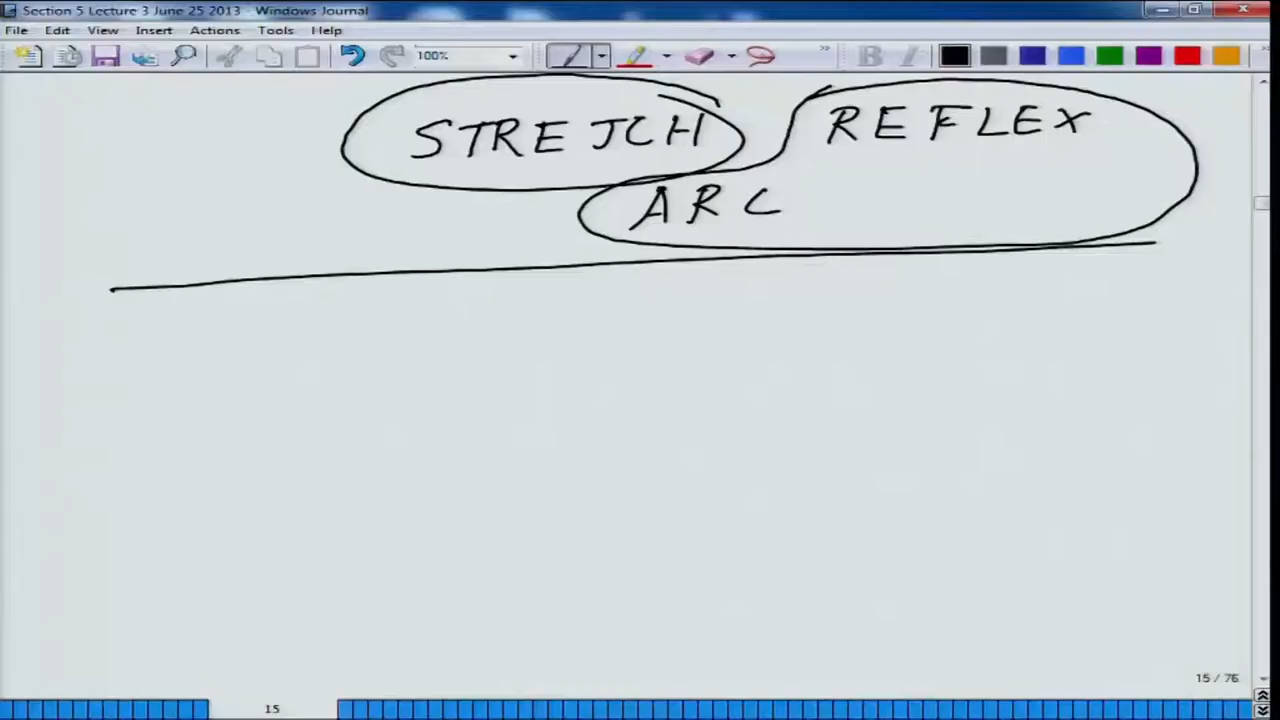 Section 5 Lecture 3 June 25 2013 - Windows Journal
File Edit View Insert Actions Tools Help
100% B I
STRETCH REFLEX
ARC
15 / 76
15